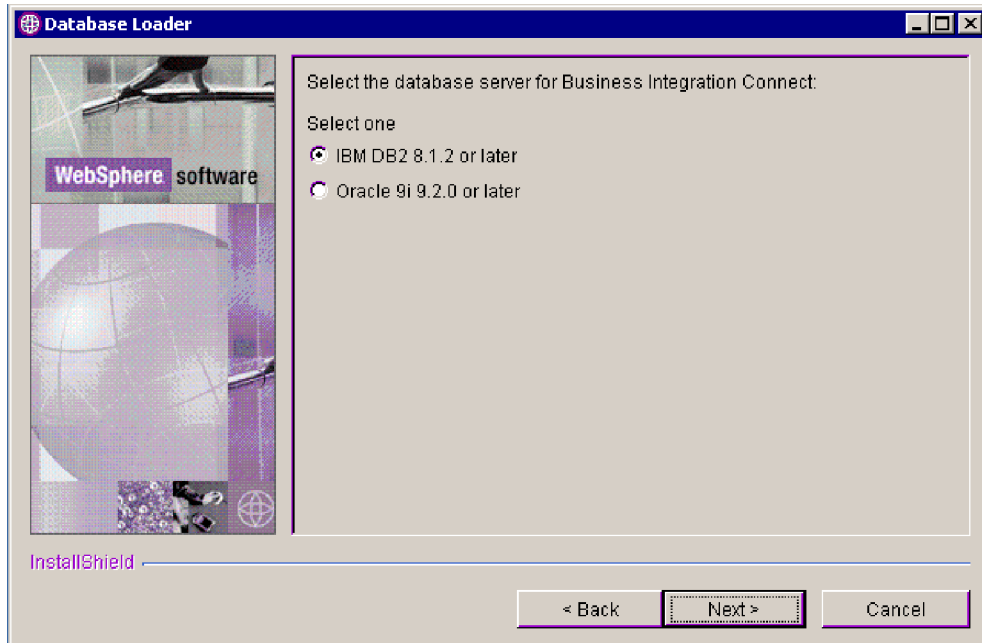 Database Loader
WebSphere software
Select the database server for Business Integration Connect:
Select one
IBM DB2 8.1.2 or later
Oracle 9i 9.2.0 or later
InstallShield
< Back
Next >
Cancel